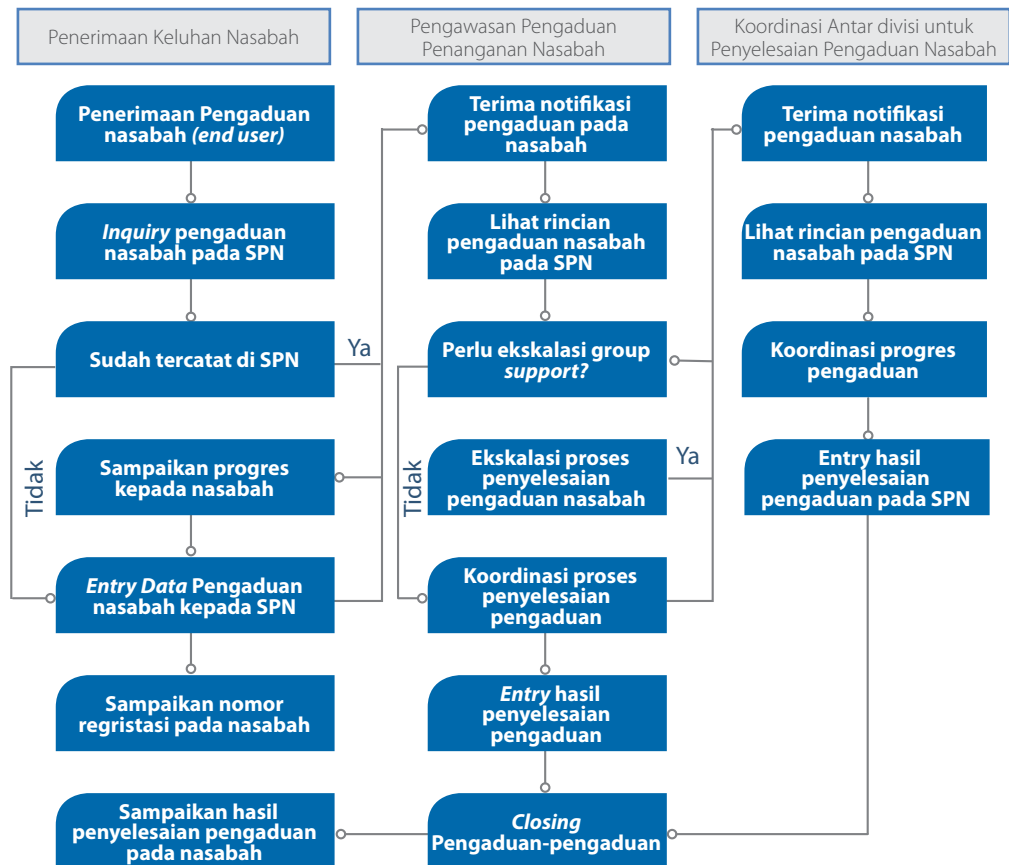 Penerimaan Keluhan Nasabah
Penerimaan Pengaduan
nasabah (end user)
Inquiry pengaduan
nasabah pada SPN
Sudah tercatat di SPN
Ya
Tidak
Sampaikan progres
kepada nasabah
Entry Data Pengaduan
nasabah kepada SPN
Sampaikan nomor
regristasi pada nasabah
Sampaikan hasil
penyelesaian pengaduan
pada nasabah
Pengawasan Pengaduan
Penanganan Nasabah
Terima notifikasi
pengaduan pada
nasabah
Lihat rincian
pengaduan nasabah
pada SPN
Perlu ekskalasi group
support?
Tidak
Ekskalasi proses
penyelesaian
pengaduan nasabah
Ya
Koordinasi proses
penyelesaian
pengaduan
Entry hasil
penyelesaian
pengaduan
Closing
Pengaduan-pengaduan
Koordinasi Antar divisi untuk
Penyelesaian Pengaduan Nasabah
Terima notifikasi
pengaduan nasabah
Lihat rincian pengaduan
nasabah pada SPN
Koordinasi progres
pengaduan
Entry hasil
penyelesaian
pengaduan pada SPN